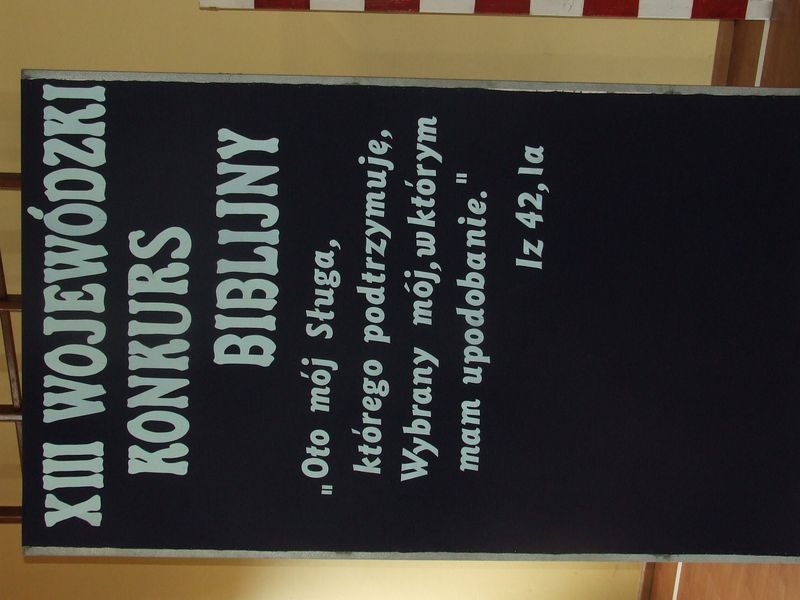 XIII WOJEWÓDZKI
KONKURS
BIBLIJNY
"Oto mój Sługa,
którego podtrzymuję,
Wybrany mój, w którym
mam upodobanie."
Iz 42, 1a